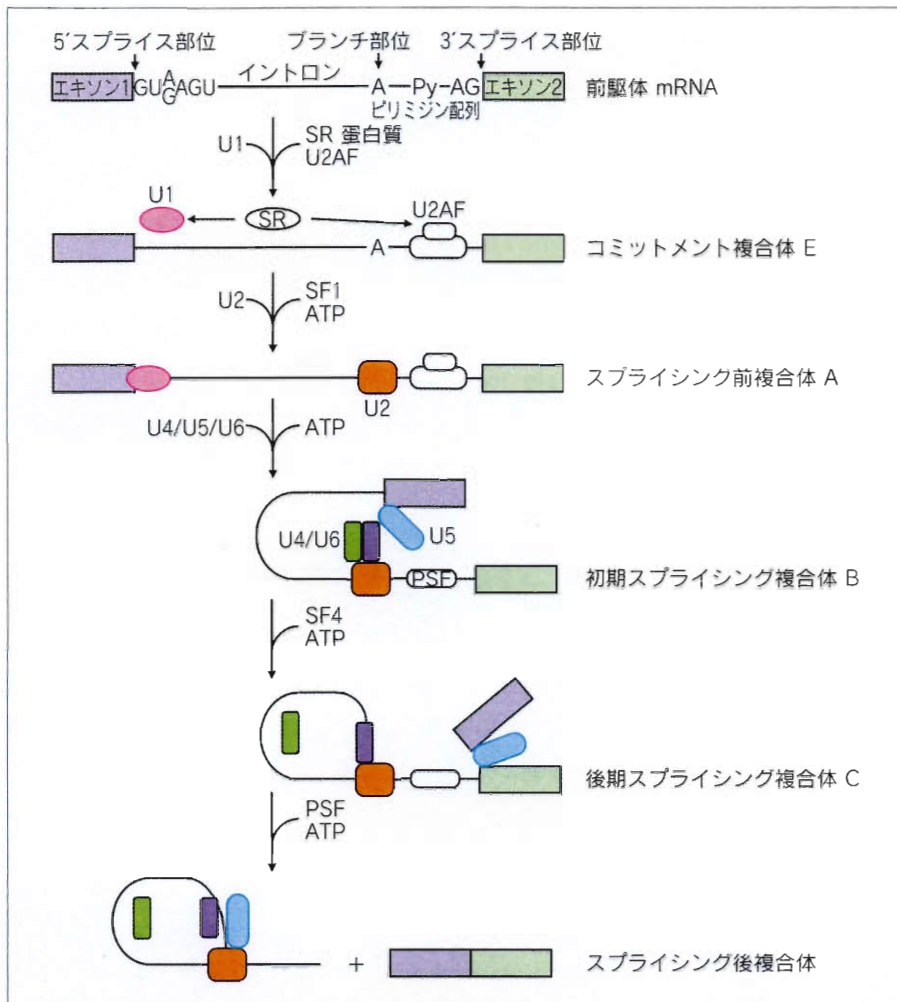 5′スプライス部位 ブランチ部位 3′スプライス部位
エキソン1 GU A/G AGU イントロン A—Py—AG エキソン2 前駆体 mRNA
ピリミジン配列
U1 SR 蛋白質
U2AF
U1 SR U2AF
A コミットメント複合体 E
U2 SF1
ATP
スプライシング前複合体 A
U2
U4/U5/U6 ATP
U4/U6 U5
PSF 初期スプライシング複合体 B
SF4
ATP
後期スプライシング複合体 C
PSF
ATP
+ スプライシング後複合体